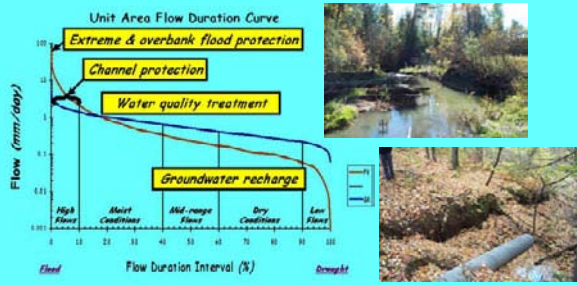 Unit Area Flow Duration Curve
Extreme & overbank flood protection
Channel protection
Water quality treatment
Groundwater recharge
Flow (mm/day)
100
10
1
0.1
0.01
0.001
High Flows
Moist Conditions
Mid-range Flows
Dry Conditions
Low Flows
0 10 20 30 40 50 60 70 80 90 100
Flood
Flow Duration Interval (%)
Drought